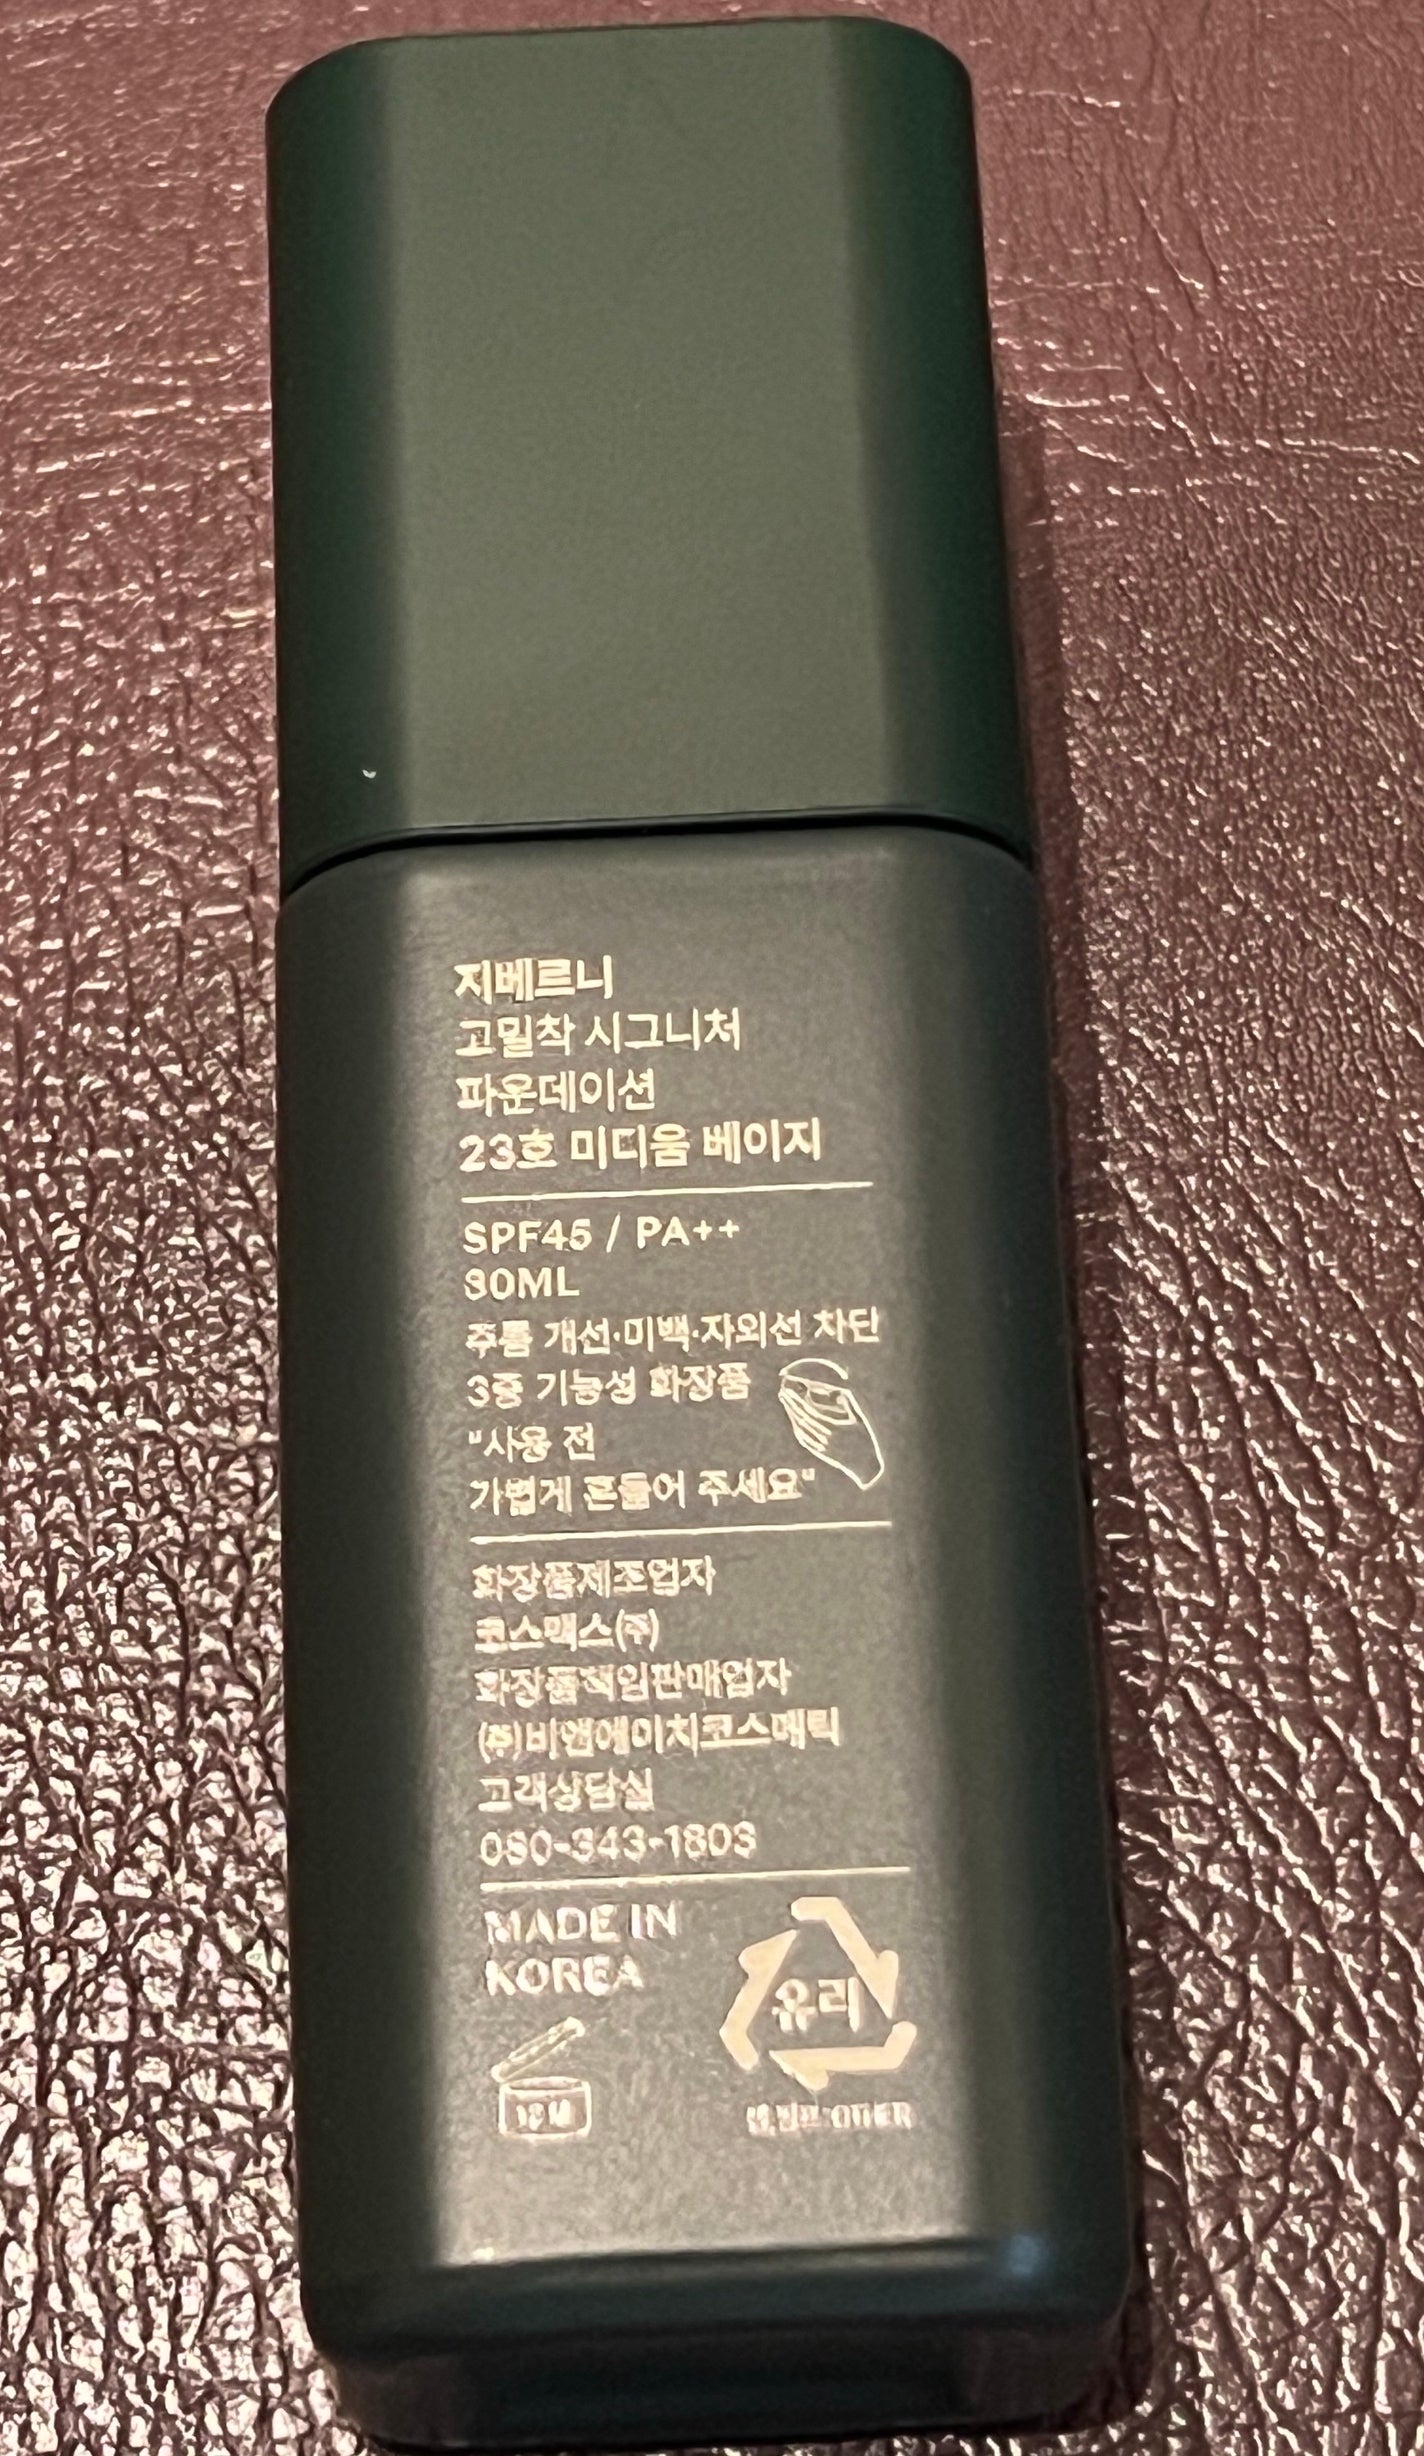 지베르니
고밀착 시그니처
파운데이션
23호 미디움 베이지
SPF45 / PA++
30ML
주름 개선·미백·자외선 차단
3중 기능성 화장품
"사용 전
가볍게 흔들어 주세요"
화장품제조업자
코스맥스(주)
화장품책임판매업자
(주)비앤에이치코스메틱
고객상담실
080-343-1803
MADE IN
KOREA
유리
12M
OTHER